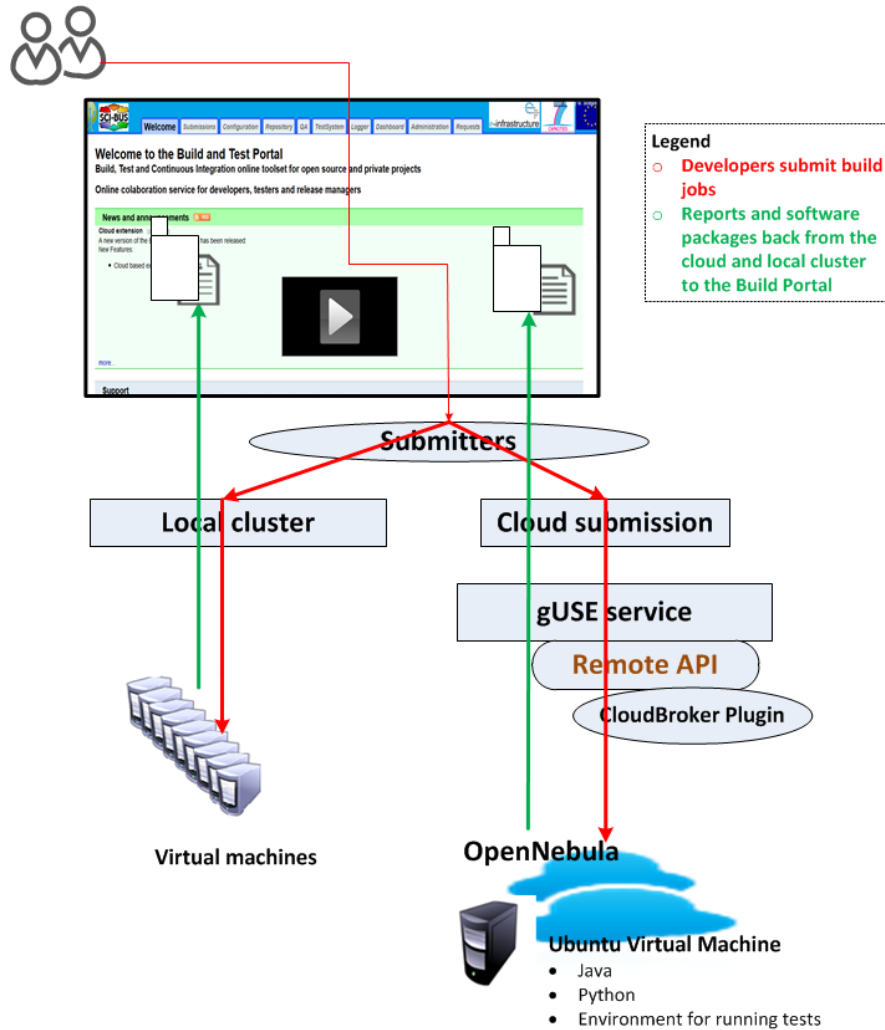 SCI-BUS
Welcome Submissions Configuration Repository QA TestSystem Logger Dashboard Administration Requests
e-infrastructure
Welcome to the Build and Test Portal
Build, Test and Continuous Integration online toolset for open source and private projects
Online colaboration service for developers, testers and release managers
News and announcements
Cloud extension
A new version of the has been released
New Features:
• Cloud based
more...
Support
Legend
Developers submit build
jobs
Reports and software
packages back from the
cloud and local cluster
to the Build Portal
Submitters
Local cluster
Cloud submission
gUSE service
Remote API
CloudBroker Plugin
Virtual machines
OpenNebula
Ubuntu Virtual Machine
• Java
• Python
• Environment for running tests